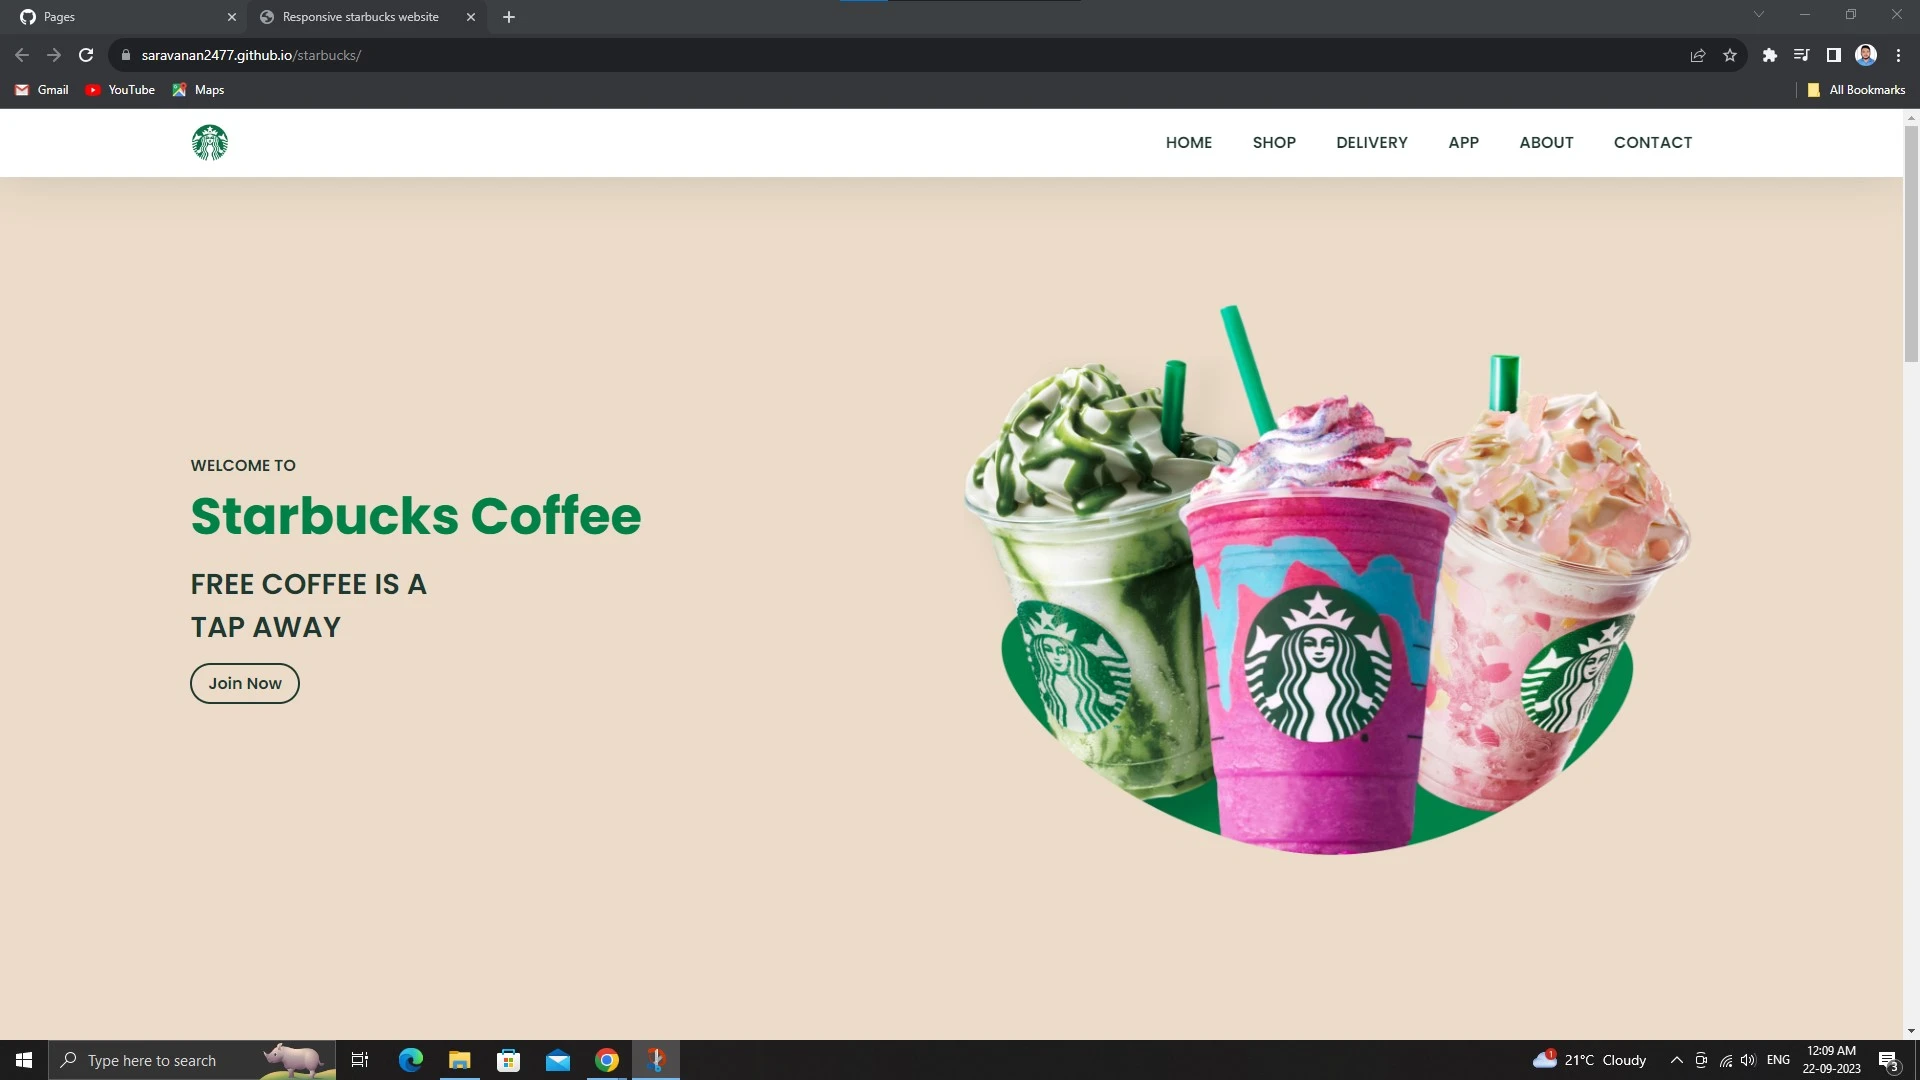 Pages
Responsive starbucks website
saravanan2477.github.io/starbucks/
Gmail
YouTube
Maps
All Bookmarks
HOME
SHOP
DELIVERY
APP
ABOUT
CONTACT
WELCOME TO
Starbucks Coffee
FREE COFFEE IS A
TAP AWAY
Join Now
Type here to search
1
21°C Cloudy
ENG
12:09 AM
22-09-2023
3